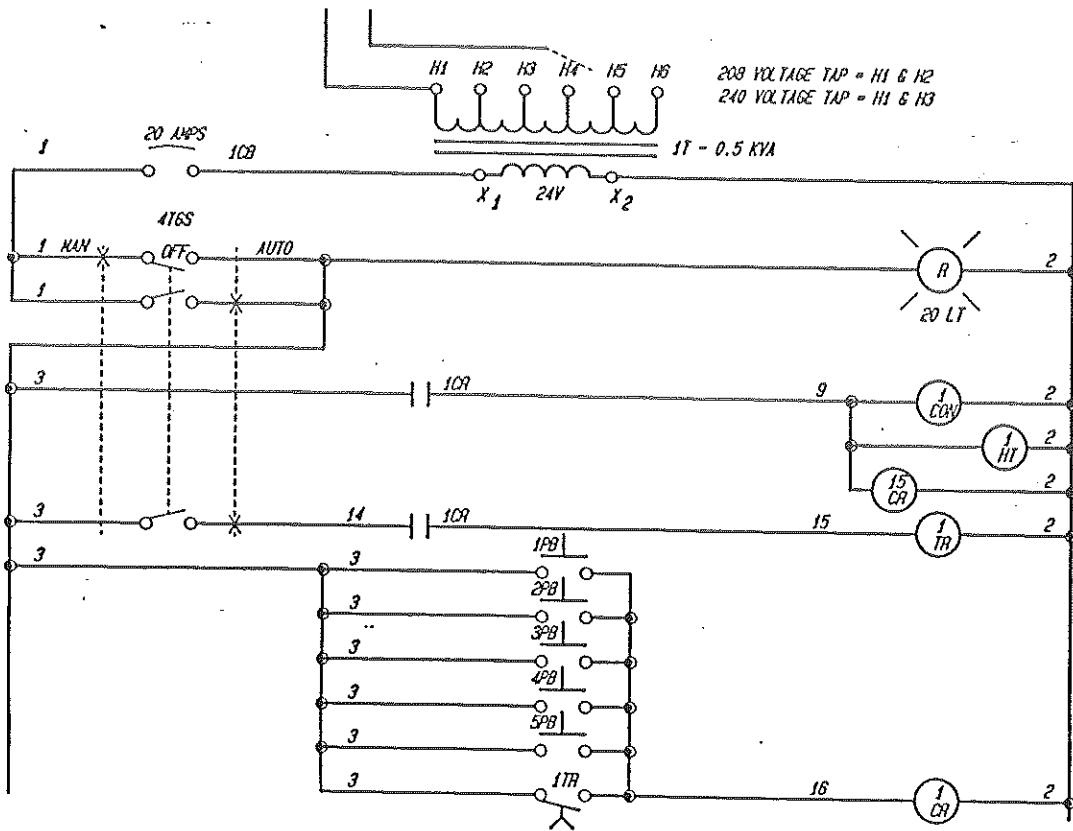 H1 H2 H3 H4 H5 H6
208 VOLTAGE TAP = H1 & H2
240 VOLTAGE TAP = H1 & H3
20 AMPS
1 1CB
1T - 0.5 KVA
X1 24V X2
4TGS
1 MAN OFF AUTO R 2
1
20 LT
3 1CR 9 1 CON 2
1 HT 2
15 CR 2
3 14 1CR 15 1 TR 2
3 1PB
3 2PB
3 3PB
3 4PB
3 5PB
3 1TR 16 1 CR 2